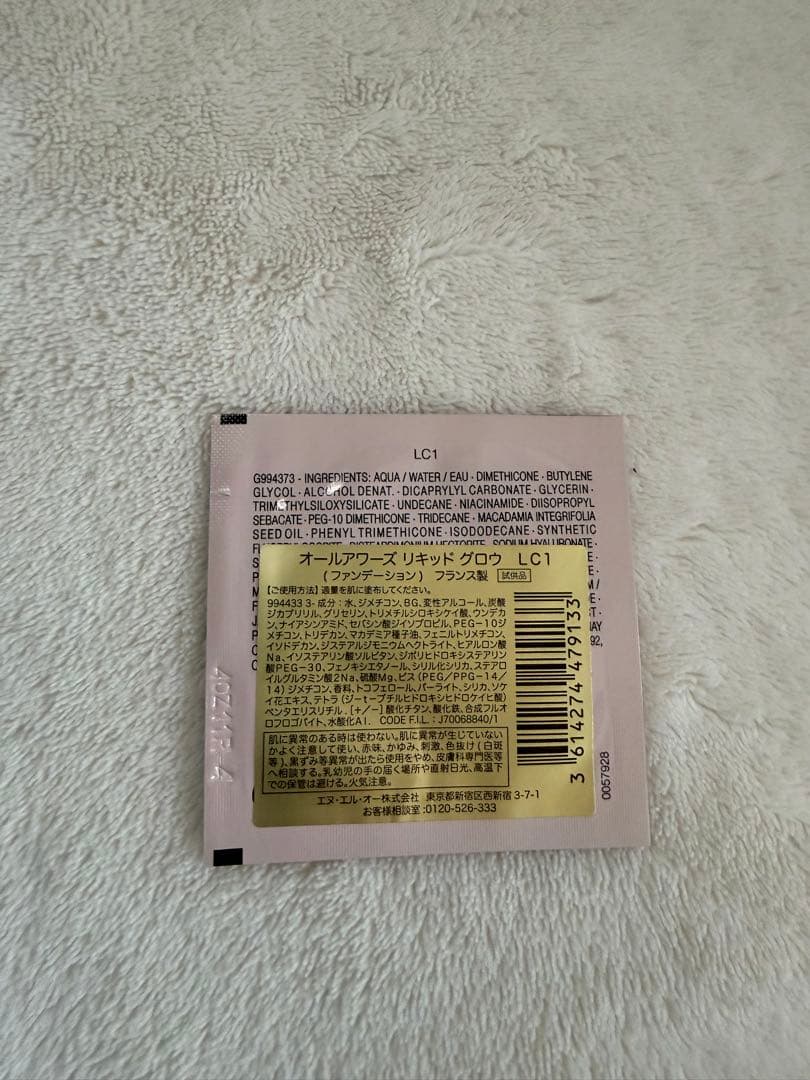 LC1
G994373 - INGREDIENTS: AQUA / WATER / EAU · DIMETHICONE · BUTYLENE
GLYCOL · ALCOHOL DENAT. · DICAPRYLYL CARBONATE · GLYCERIN ·
TRIMETHYLSILOXYSILICATE · UNDECANE · NIACINAMIDE · DIISOPROPYL
SEBACATE · PEG-10 DIMETHICONE · TRIDECANE · MACADAMIA INTEGRIFOLIA
SEED OIL · PHENYL TRIMETHICONE · ISODODECANE · SYNTHETIC
オールアワーズ リキッド グロウ LC1
(ファンデーション) フランス製 試供品
【ご使用方法】適量を肌に塗布してください。
994433 3- 成分：水、ジメチコン、BG、変性アルコール、炭酸
ジカプリリル、グリセリン、トリメチルシロキシケイ酸、ウンデカ
ン、ナイアシンアミド、セバシン酸ジイソプロピル、PEG-10ジ
メチコン、トリデカン、マカデミア種子油、フェニルトリメチコン、
イソドデカン、ジステアルジモニウムヘクトライト、ヒアルロン酸
Na、イソステアリン酸ソルビタン、ジポリヒドロキシステアリン
酸PEG-30、フェノキシエタノール、シリル化シリカ、ステアロ
イルグルタミン酸2Na、硫酸Mg、ビス(PEG/PPG-14/
14)ジメチコン、香料、トコフェロール、パーライト、シリカ、ソケ
イ花エキス、テトラ(ジーtーブチルヒドロキシヒドロケイヒ酸)
ペンタエリスリチル、[+/-]酸化チタン、酸化鉄、合成フルオ
ロフロゴパイト、水酸化Al. CODE F.I.L. : J70068840/1
肌に異常のある時は使わない。肌に異常が生じていない
かよく注意して使い、赤味、かゆみ、刺激、色抜け(白斑
等)、黒ずみ等異常が出たら使用をやめ、皮膚科専門医等
へ相談する。乳幼児の手の届く場所や直射日光、高温下
での保管は避ける。火気注意。
エヌ・エル・オー株式会社 東京都新宿区西新宿 3-7-1
お客様相談室:0120-526-333
3 614274 479133
0057928